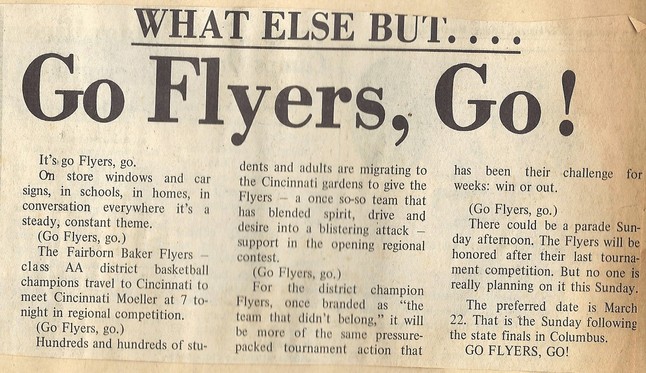 WHAT ELSE BUT....
Go Flyers, Go!
It's go Flyers, go.
On store windows and car
signs, in schools, in homes, in
conversation everywhere it's a
steady, constant theme.
(Go Flyers, go.)
The Fairborn Baker Flyers —
class AA district basketball
champions travel to Cincinnati to
meet Cincinnati Moeller at 7 to-
night in regional competition.
(Go Flyers, go.)
Hundreds and hundreds of stu-
dents and adults are migrating to
the Cincinnati gardens to give the
Flyers — a once so-so team that
has blended spirit, drive and
desire into a blistering attack —
support in the opening regional
contest.
(Go Flyers, go.)
For the district champion
Flyers, once branded as "the
team that didn't belong," it will
be more of the same pressure-
packed tournament action that
has been their challenge for
weeks: win or out.
(Go Flyers, go.)
There could be a parade Sun-
day afternoon. The Flyers will be
honored after their last tourna-
ment competition. But no one is
really planning on it this Sunday.
The preferred date is March
22. That is the Sunday following
the state finals in Columbus.
GO FLYERS, GO!